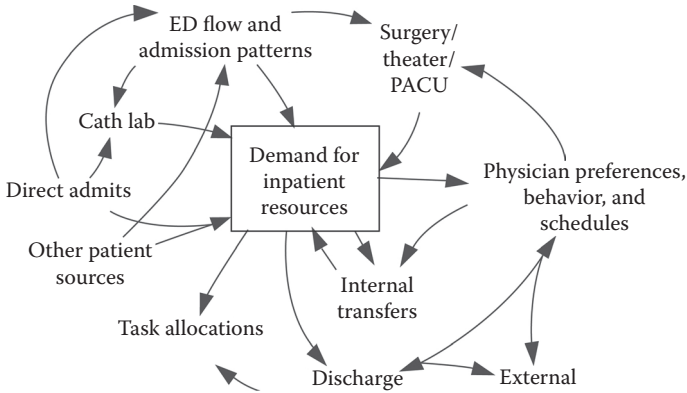 ED flow and
admission patterns
Surgery/
theater/
PACU
Cath lab
Demand for
inpatient
resources
Direct admits
Physician preferences,
behavior, and
schedules
Other patient
sources
Internal
transfers
Task allocations
Discharge
External